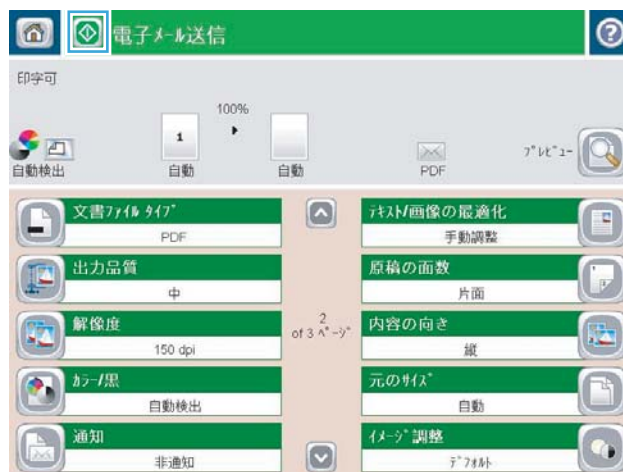 電子ﾒｰﾙ送信
印字可
100%
1
自動検出
自動
自動
PDF
ﾌﾟﾚﾋﾞｭｰ
文書ﾌｧｲﾙ ﾀｲﾌﾟ
PDF
ﾃｷｽﾄ/画像の最適化
手動調整
出力品質
中
原稿の面数
片面
解像度
150 dpi
2
of 3 ﾍﾟｰｼﾞ
内容の向き
縦
ｶﾗｰ/黒
自動検出
元のｻｲｽﾞ
自動
通知
非通知
ｲﾒｰｼﾞ調整
ﾃﾞﾌｫﾙﾄ